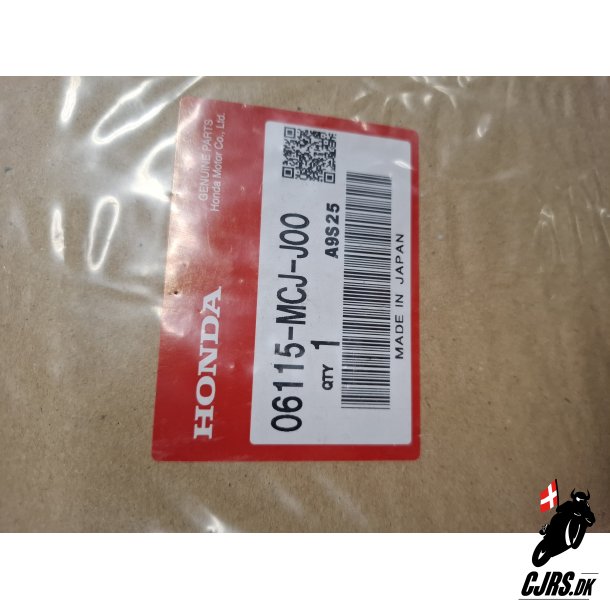 GENUINE PARTS
Honda Motor Co., Ltd.
HONDA
06115-MCJ-J00
QTY 1 A9S25
MADE IN JAPAN
CJRS.DK